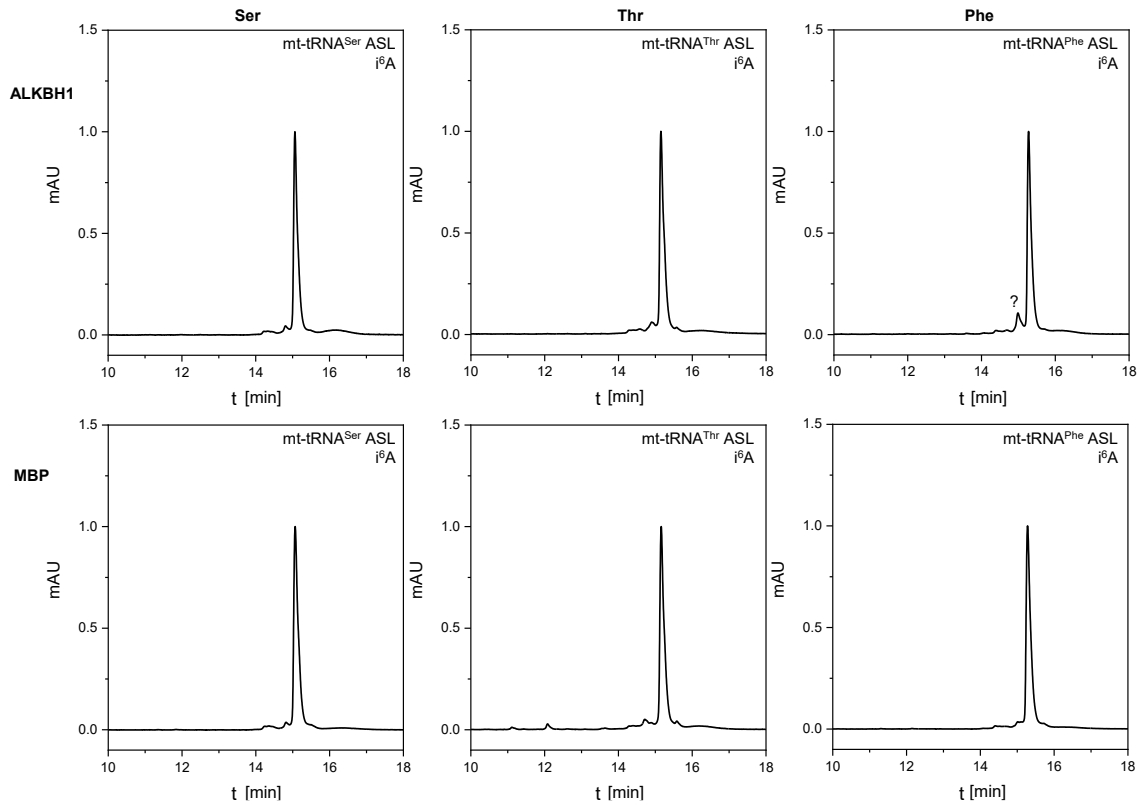 Ser Thr Phe
ALKBH1
mt-tRNASer ASL
i6A
mAU
1.5
1.0
0.5
0.0
10 12 14 16 18
t [min]
mt-tRNAThr ASL
i6A
mAU
1.5
1.0
0.5
0.0
10 12 14 16 18
t [min]
mt-tRNAPhe ASL
i6A
?
mAU
1.5
1.0
0.5
0.0
10 12 14 16 18
t [min]
MBP
mt-tRNASer ASL
i6A
mAU
1.5
1.0
0.5
0.0
10 12 14 16 18
t [min]
mt-tRNAThr ASL
i6A
mAU
1.5
1.0
0.5
0.0
10 12 14 16 18
t [min]
mt-tRNAPhe ASL
i6A
mAU
1.5
1.0
0.5
0.0
10 12 14 16 18
t [min]